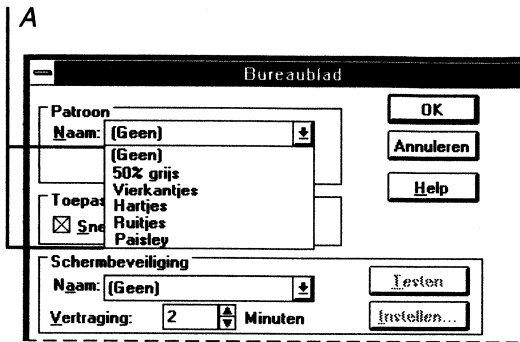 A
Bureaublad
Patroon
Naam: (Geen)
(Geen)
50% grijs
Vierkantjes
Hartjes
Ruitjes
Paisley
OK
Annuleren
Help
Toepas
Sne
Schermbeveiliging
Naam: (Geen)
Testen
Vertraging: 2 Minuten
Instellen...